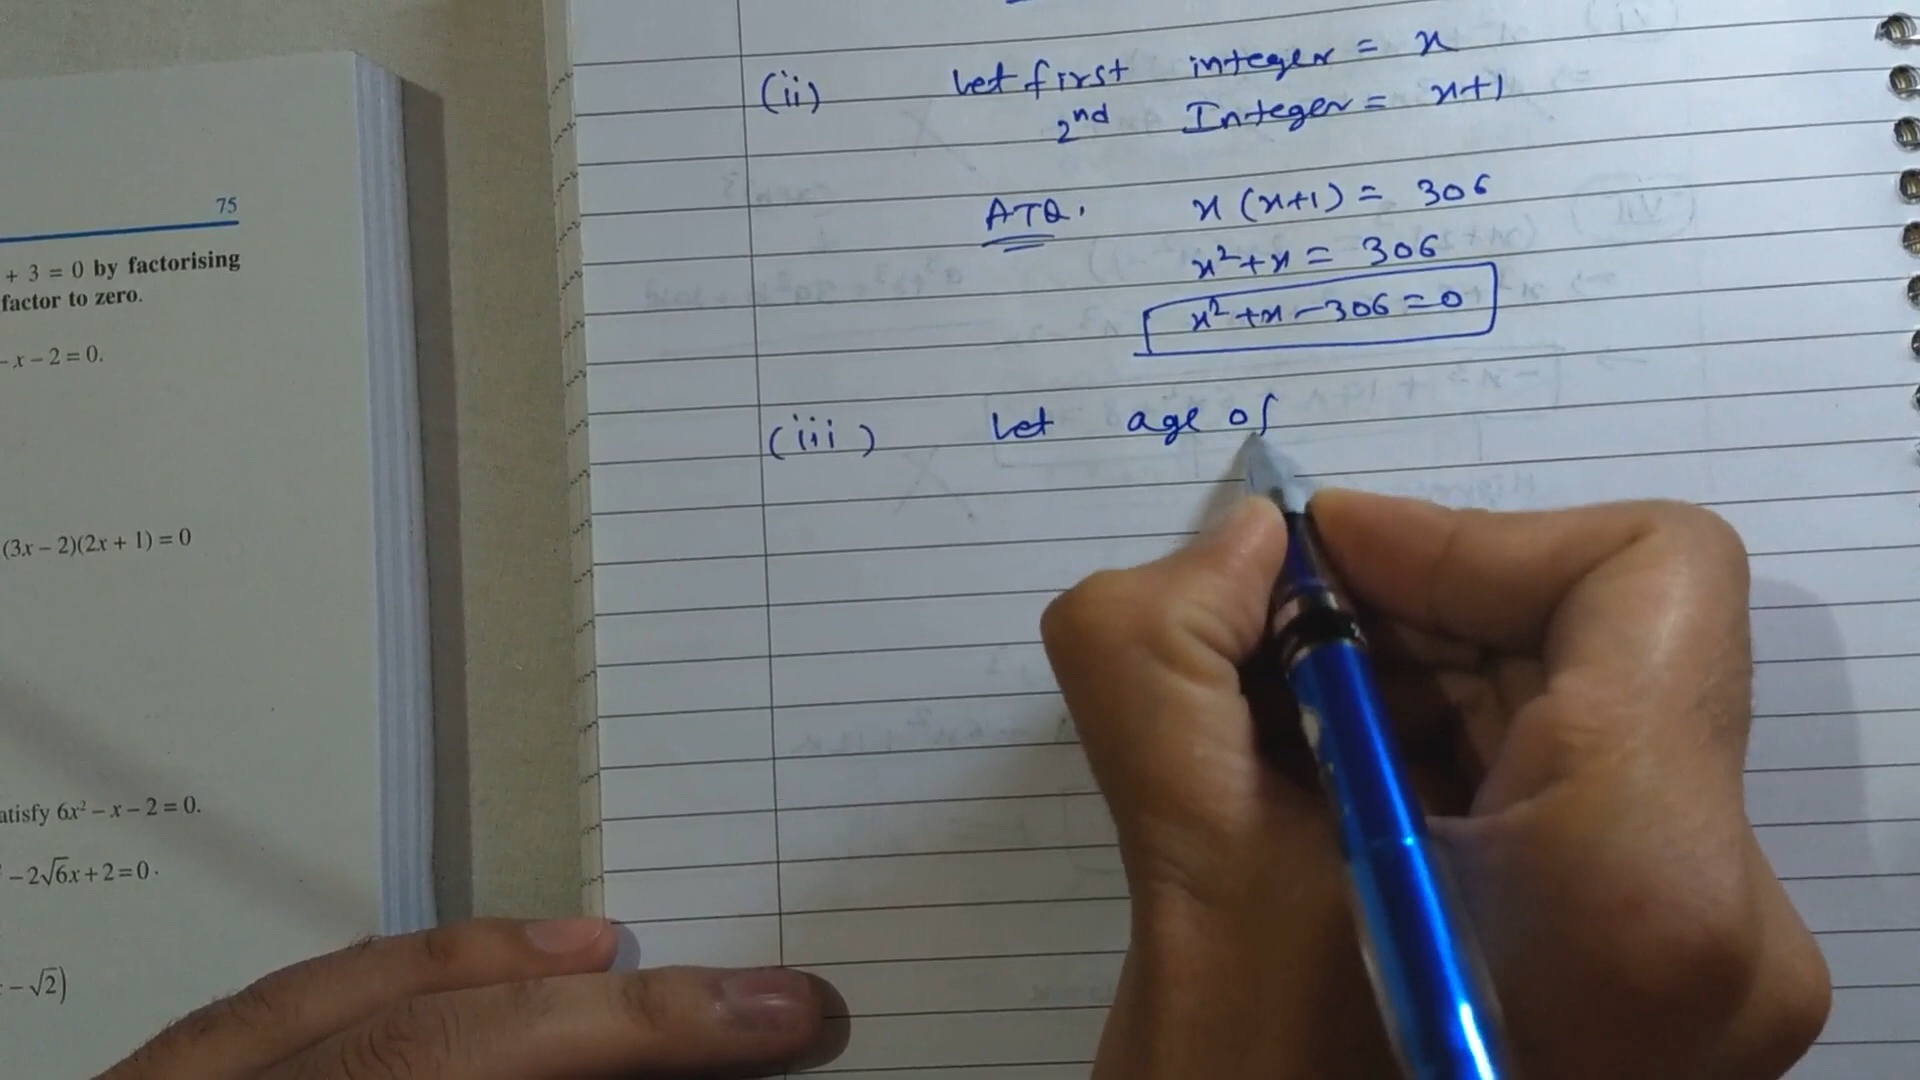 75
+ 3 = 0 by factorising
factor to zero.
- x – 2 = 0.
(3x – 2)(2x + 1) = 0
atisfy 6x² – x – 2 = 0.
– 2√6x + 2 = 0.
– √2)
(ii) Let first integer = x
2nd Integer = x+1
ATQ. x (x+1) = 306
x² + x = 306
x² + x – 306 = 0
(iii) Let age of